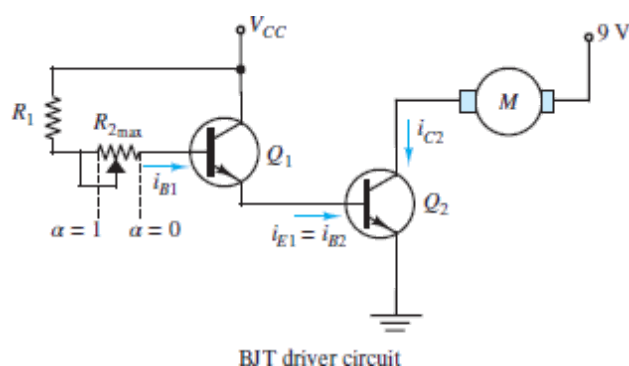 V_CC
9 V
R_1
R_2max
M
i_C2
Q_1
i_B1
Q_2
α = 1 α = 0
i_E1 = i_B2
BJT driver circuit